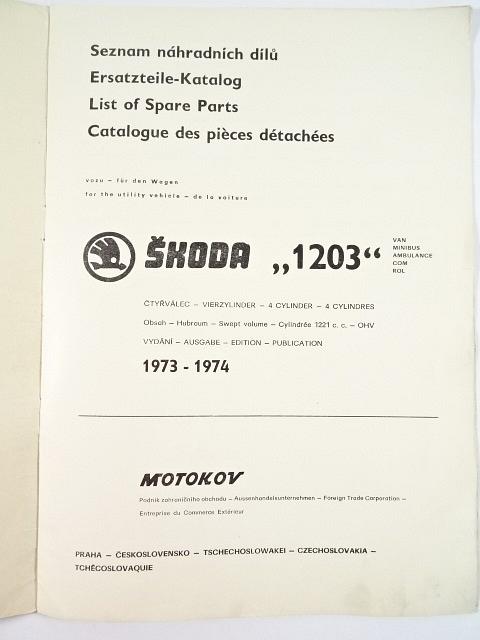 Seznam náhradních dílů
Ersatzteile-Katalog
List of Spare Parts
Catalogue des pièces détachées
vozu – für den Wagen
for the utility vehicle – de la voiture
ŠKODA „1203“
VAN
MINIBUS
AMBULANCE
COM
ROL
ČTYŘVÁLEC – VIERZYLINDER – 4 CYLINDER – 4 CYLINDRES
Obsah – Hubraum – Swept volume – Cylindrée 1221 c. c. – OHV
VYDÁNÍ – AUSGABE – EDITION – PUBLICATION
1973 - 1974
MOTOKOV
Podnik zahraničního obchodu – Aussenhandelsunternehmen – Foreign Trade Corporation –
Entreprise du Commerce Extérieur
PRAHA – ČESKOSLOVENSKO – TSCHECHOSLOWAKEI – CZECHOSLOVAKIA –
TCHÉCOSLOVAQUIE